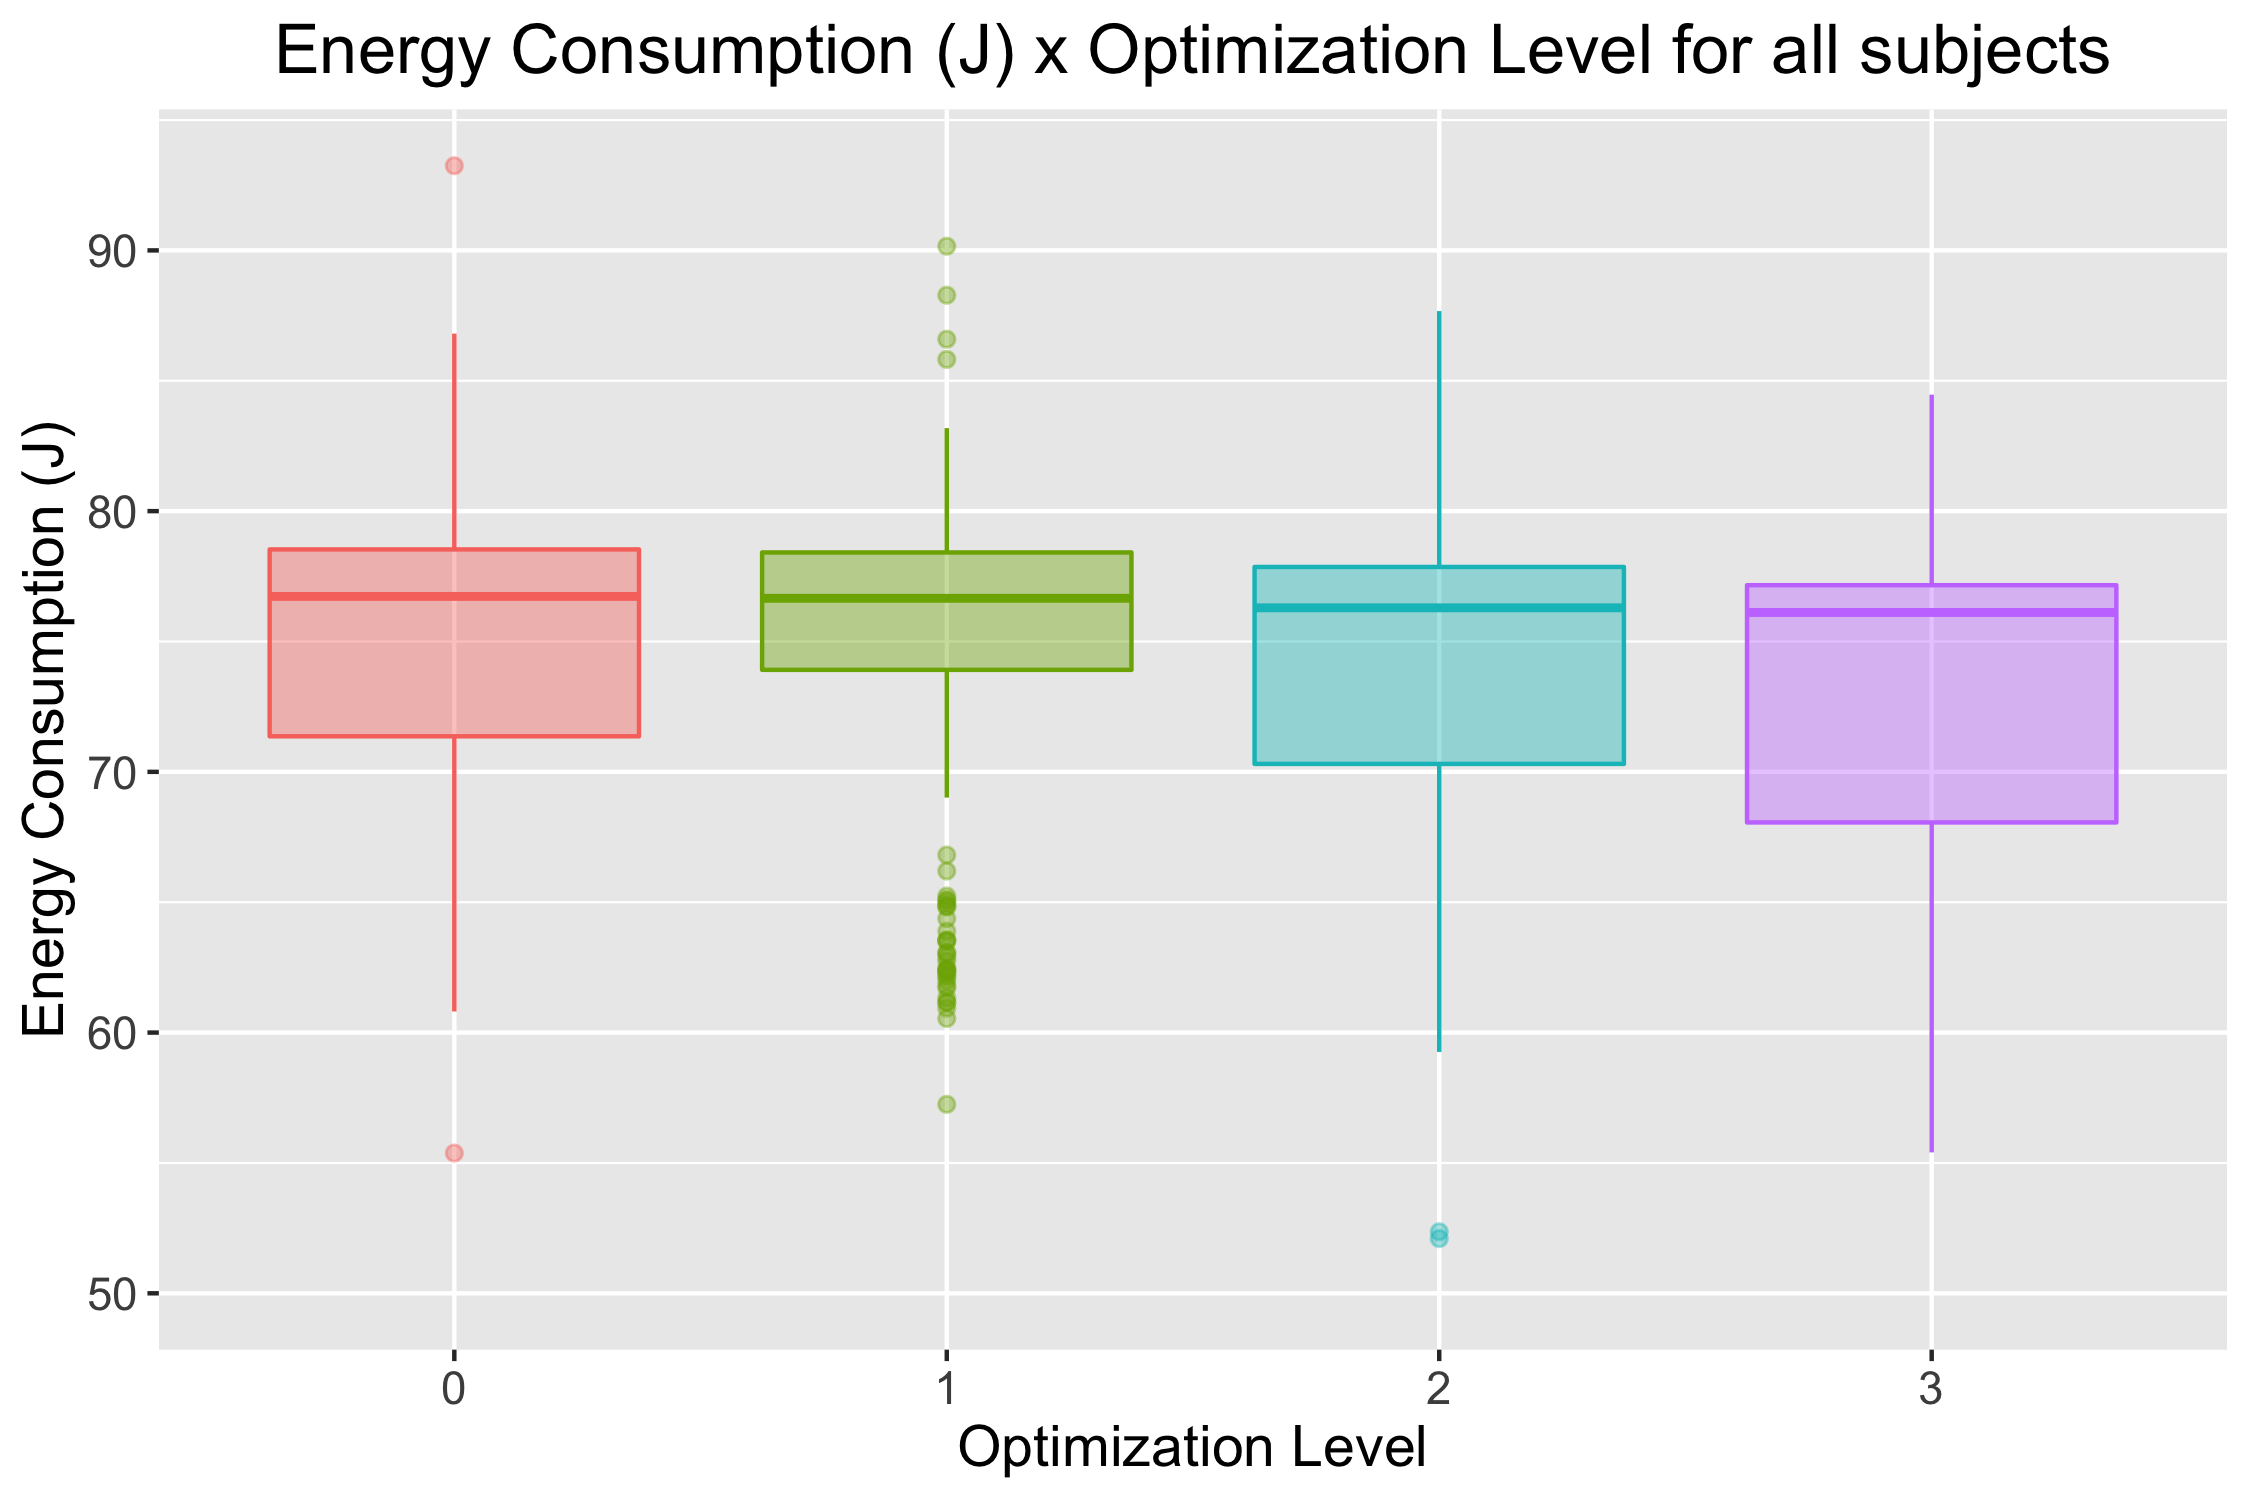 Energy Consumption (J) x Optimization Level for all subjects
Energy Consumption (J)
90
80
70
60
50
0 1 2 3
Optimization Level